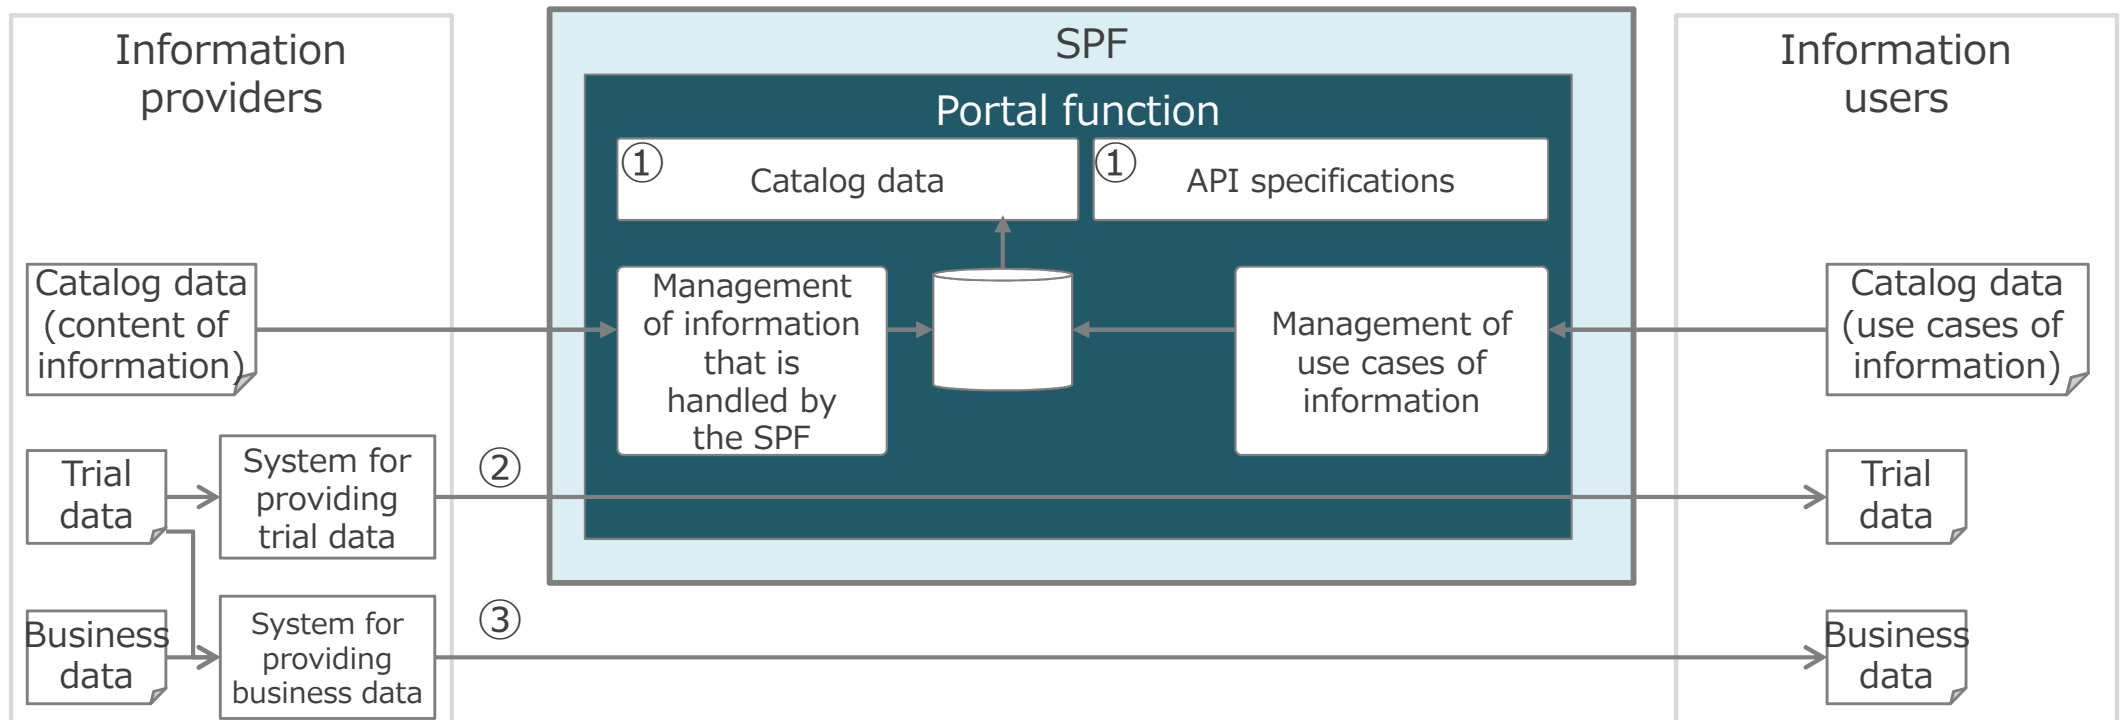 Information
providers
SPF
Portal function
①
Catalog data
①
API specifications
Information
users
Catalog data
(content of
information)
Management
of information
that is
handled by
the SPF
Management of
use cases of
information
Catalog data
(use cases of
information)
Trial
data
System for
providing
trial data
②
Trial
data
Business
data
System for
providing
business data
③
Business
data